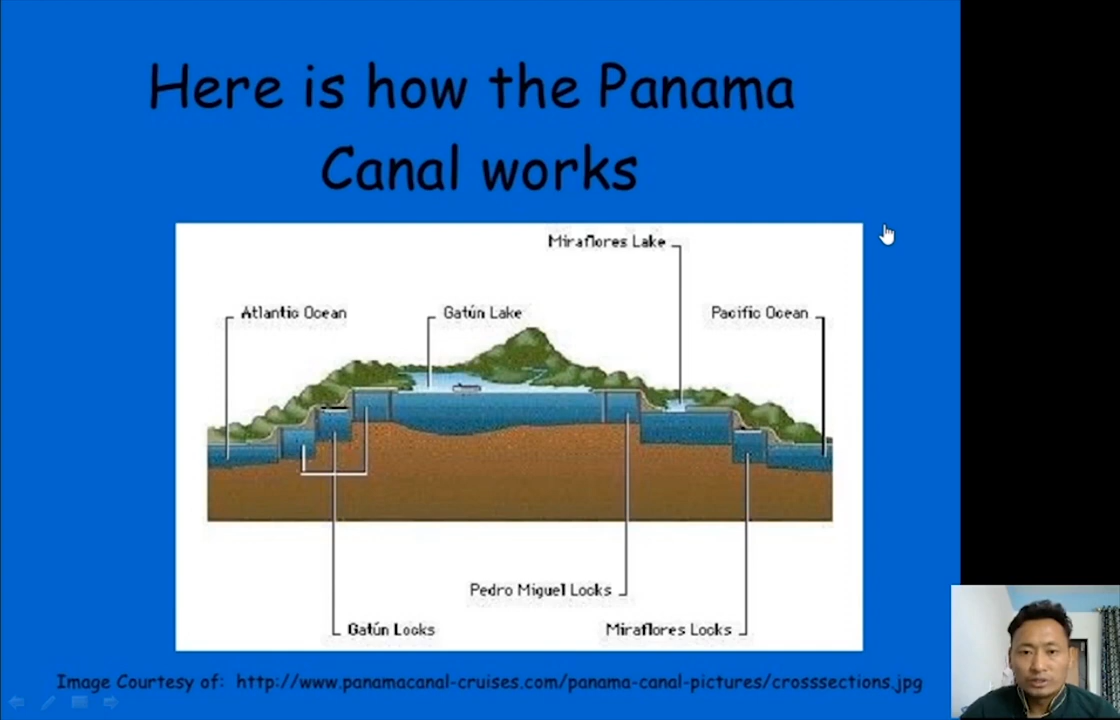 Here is how the Panama
Canal works
Miraflores Lake
Atlantic Ocean
Gatún Lake
Pacific Ocean
Pedro Miguel Locks
Gatún Locks
Miraflores Locks
Image Courtesy of: http://www.panamacanal-cruises.com/panama-canal-pictures/crosssections.jpg